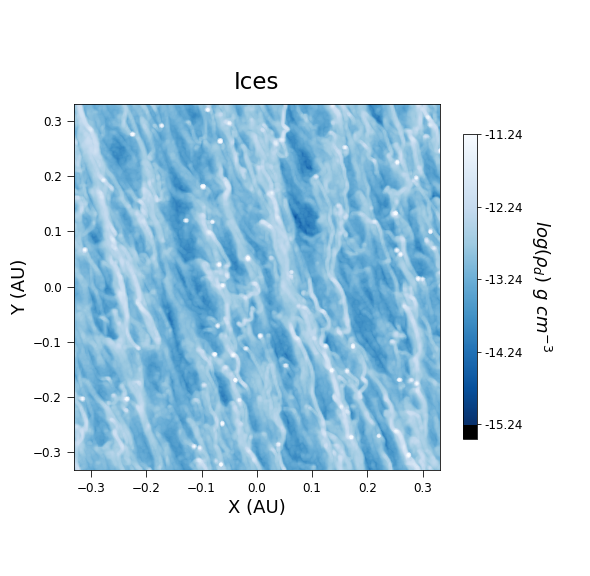 Ices
0.3
0.2
0.1
0.0
−0.1
−0.2
−0.3
Y (AU)
−0.3 −0.2 −0.1 0.0 0.1 0.2 0.3
X (AU)
-11.24
-12.24
-13.24
-14.24
-15.24
log(ρ_d) g cm⁻³